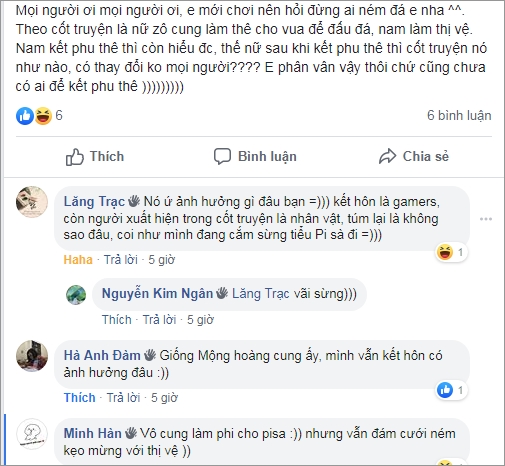 Mọi người ơi mọi người ơi, e mới chơi nên hỏi đừng ai ném đá e nha ^^.
Theo cốt truyện là nữ zô cung làm thê cho vua để đấu đá, nam làm thị vệ.
Nam kết phu thê thì còn hiểu đc, thế nữ sau khi kết phu thê thì cốt truyện nó
như nào, có thay đổi ko mọi người???? E phân vân vậy thôi chứ cũng chưa
có ai để kết phu thê )))))))))
6
6 bình luận
Thích
Bình luận
Chia sẻ
Lăng Trạc Nó ứ ảnh hưởng gì đâu bạn =))) kết hôn là gamers,
còn người xuất hiện trong cốt truyện là nhân vật, túm lại là không
sao đâu, coi như mình đang cắm sừng tiểu Pi sà đi =)))
1
Haha · Trả lời · 5 giờ
Nguyễn Kim Ngân Lăng Trạc vãi sừng)))
Thích · Trả lời · 5 giờ
Hà Anh Đảm Giống Mộng hoàng cung ấy, mình vẫn kết hôn có
ảnh hưởng đâu :))
1
Thích · Trả lời · 5 giờ
Minh Hàn Vô cung làm phi cho pisa :)) nhưng vẫn đám cưới ném
kẹo mừng với thị vệ ))